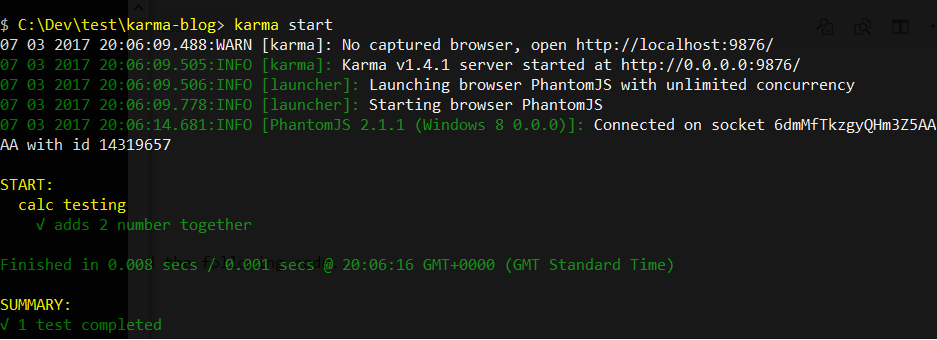 $ C:\Dev\test\karma-blog> karma start
07 03 2017 20:06:09.488:WARN [karma]: No captured browser, open http://localhost:9876/
07 03 2017 20:06:09.505:INFO [karma]: Karma v1.4.1 server started at http://0.0.0.0:9876/
07 03 2017 20:06:09.506:INFO [launcher]: Launching browser PhantomJS with unlimited concurrency
07 03 2017 20:06:09.778:INFO [launcher]: Starting browser PhantomJS
07 03 2017 20:06:14.681:INFO [PhantomJS 2.1.1 (Windows 8 0.0.0)]: Connected on socket 6dmMfTkzgyQHm3Z5AA
AA with id 14319657
START:
calc testing
√ adds 2 number together
Finished in 0.008 secs / 0.001 secs @ 20:06:16 GMT+0000 (GMT Standard Time)
SUMMARY:
√ 1 test completed